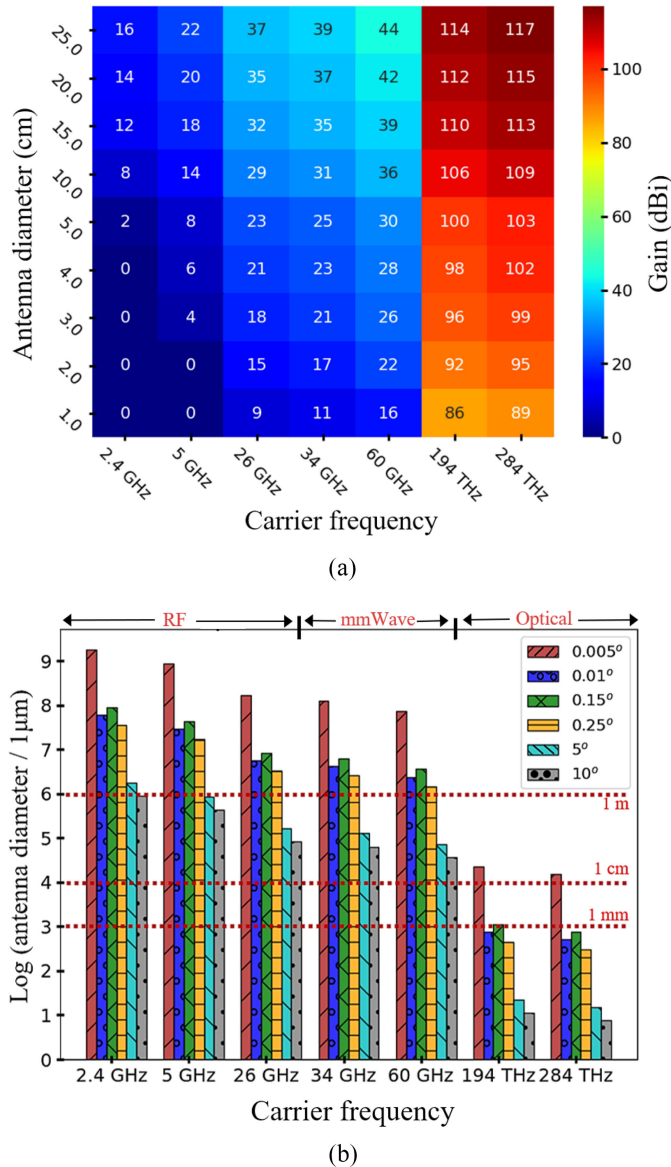 25.0 16 22 37 39 44 114 117
20.0 14 20 35 37 42 112 115
15.0 12 18 32 35 39 110 113
10.0 8 14 29 31 36 106 109
5.0 2 8 23 25 30 100 103
4.0 0 6 21 23 28 98 102
3.0 0 4 18 21 26 96 99
2.0 0 0 15 17 22 92 95
1.0 0 0 9 11 16 86 89
Antenna diameter (cm)
2.4 GHz 5 GHz 26 GHz 34 GHz 60 GHz 194 THz 284 THz
Carrier frequency
100
80
60
40
20
0
Gain (dBi)
(a)
RF mmWave Optical
9
8
7
6
5
4
3
2
1
0
Log (antenna diameter / 1μm)
0.005º
0.01º
0.15º
0.25º
5º
10º
1 m
1 cm
1 mm
2.4 GHz 5 GHz 26 GHz 34 GHz 60 GHz 194 THz 284 THz
Carrier frequency
(b)